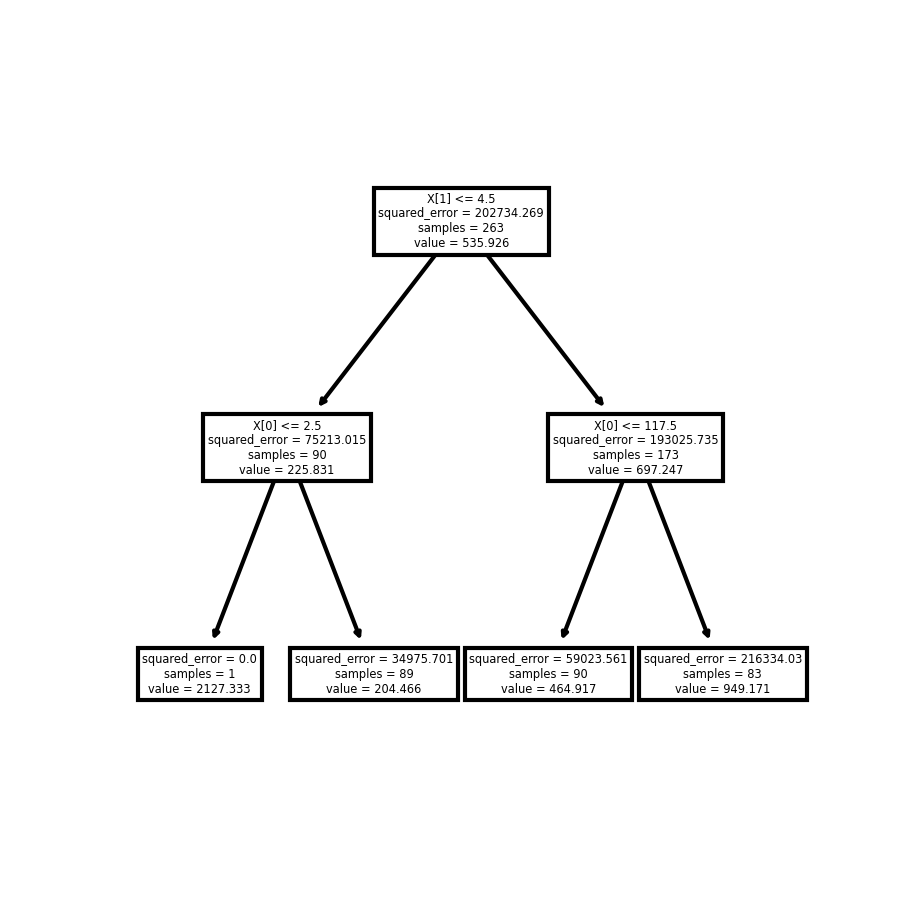 X[1] <= 4.5
squared_error = 202734.269
samples = 263
value = 535.926
X[0] <= 2.5
squared_error = 75213.015
samples = 90
value = 225.831
X[0] <= 117.5
squared_error = 193025.735
samples = 173
value = 697.247
squared_error = 0.0
samples = 1
value = 2127.333
squared_error = 34975.701
samples = 89
value = 204.466
squared_error = 59023.561
samples = 90
value = 464.917
squared_error = 216334.03
samples = 83
value = 949.171